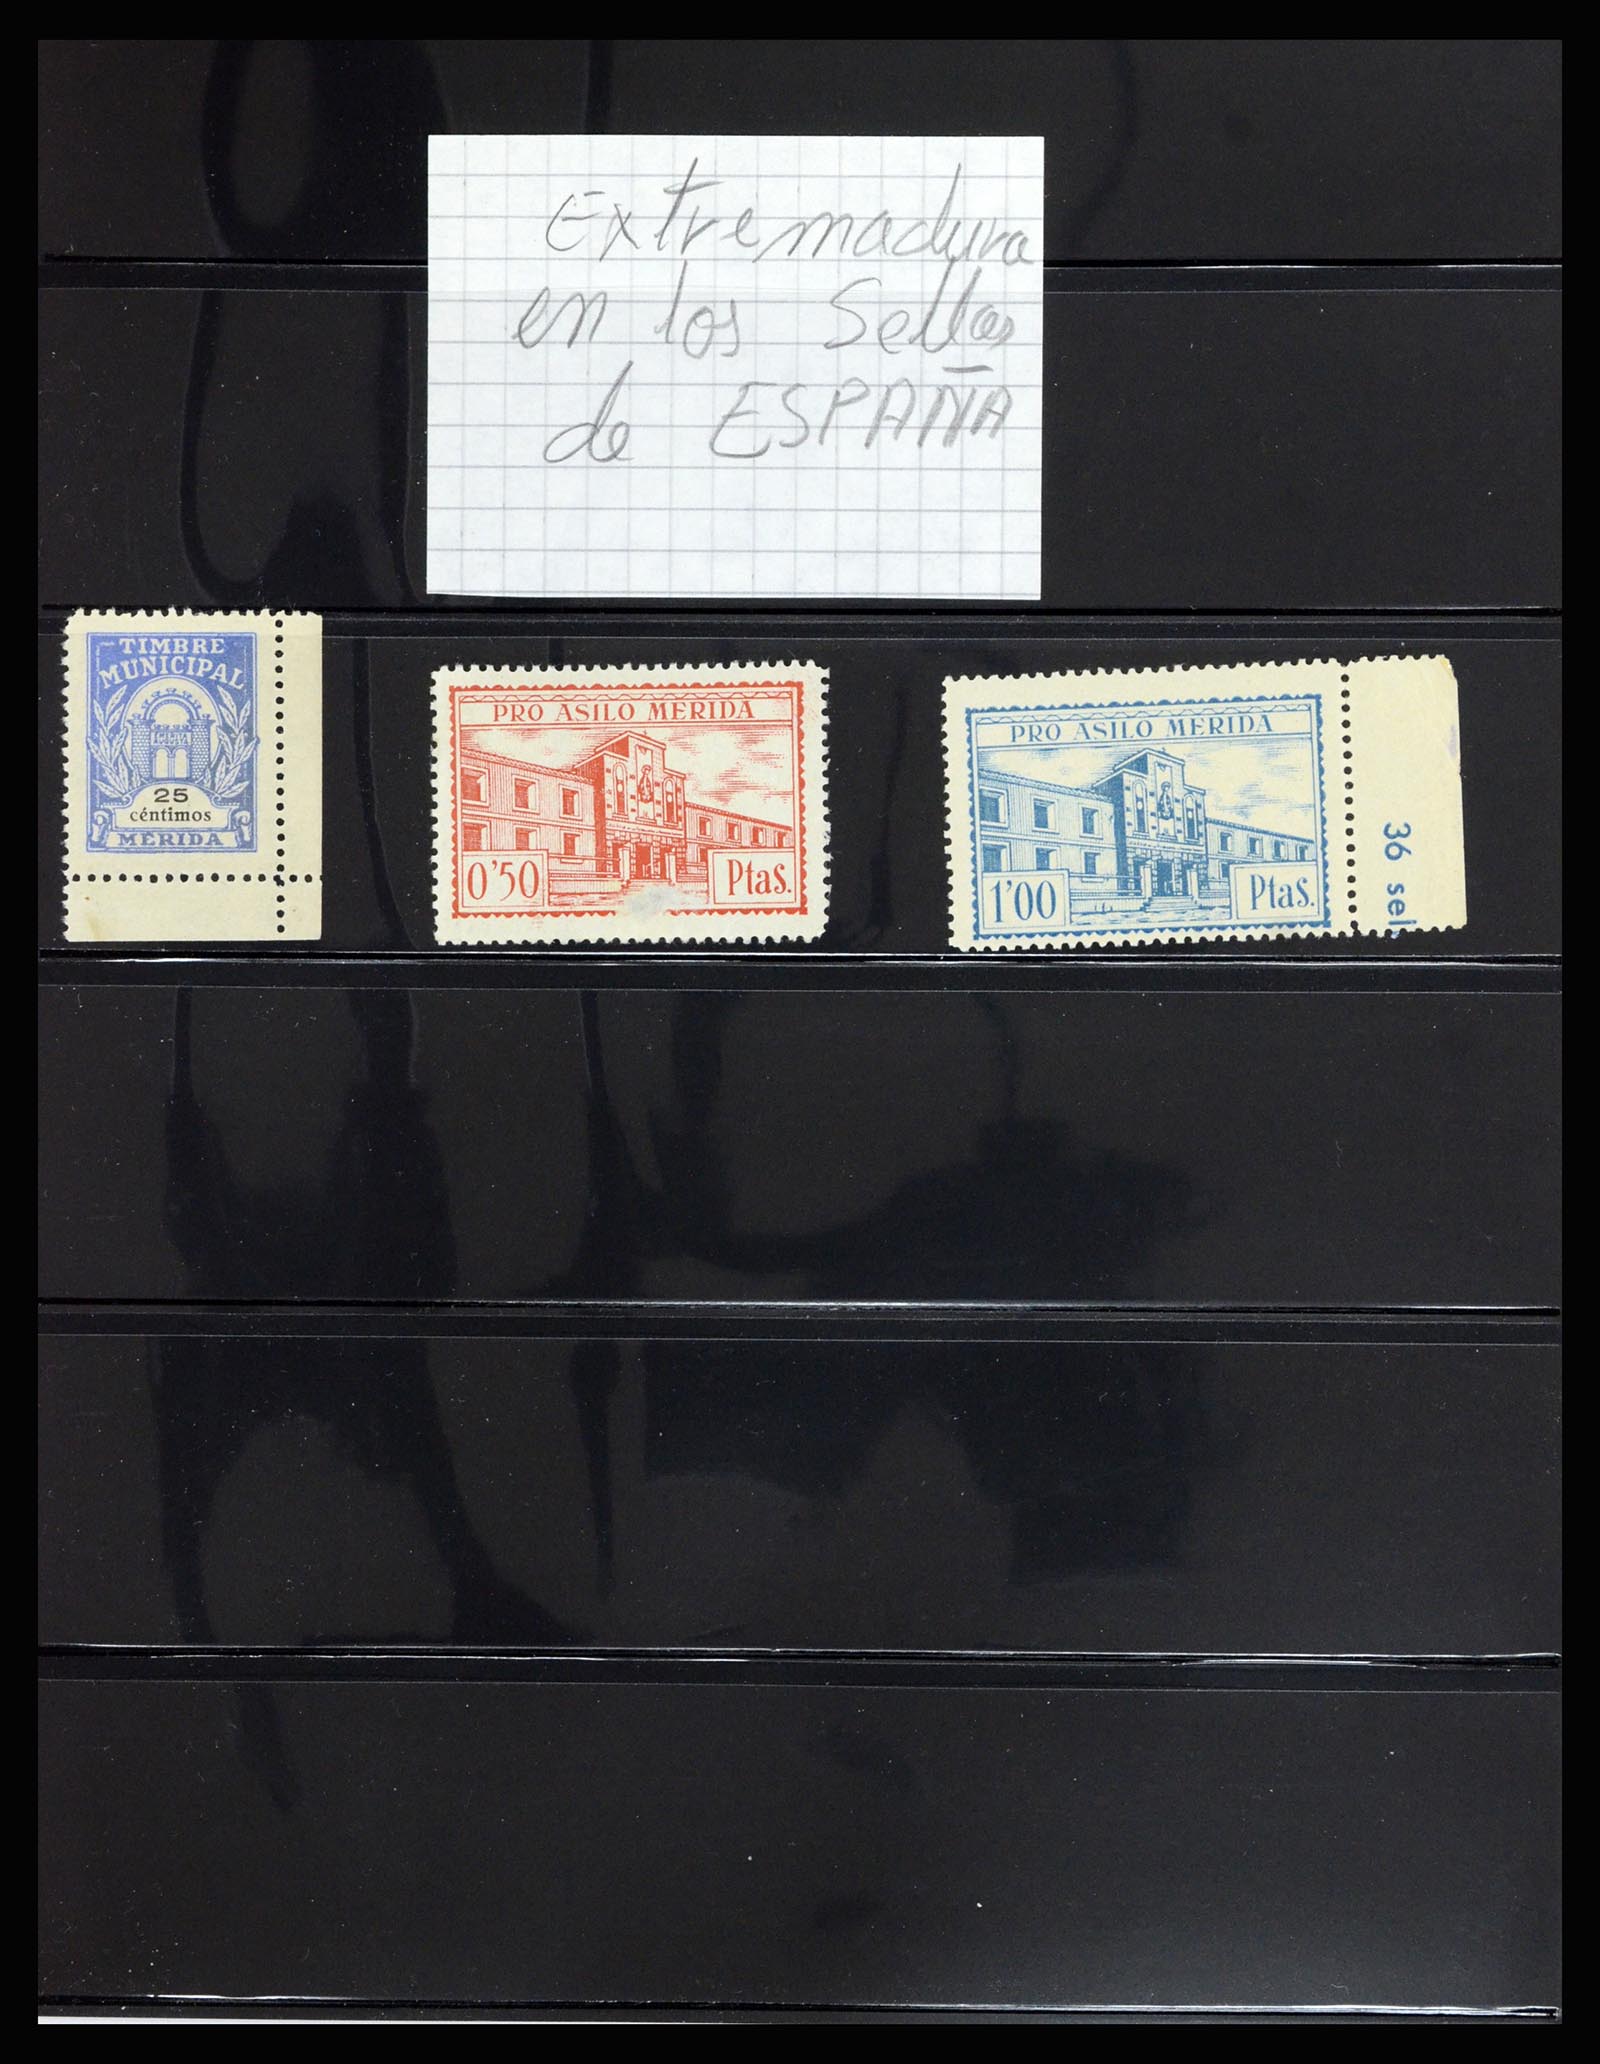 Extremadura
en los Sellos
de ESPAÑA
TIMBRE
MUNICIPAL
25
céntimos
MERIDA
PRO ASILO MERIDA
0'50 Ptas.
PRO ASILO MERIDA
1'00 Ptas.
36 sel